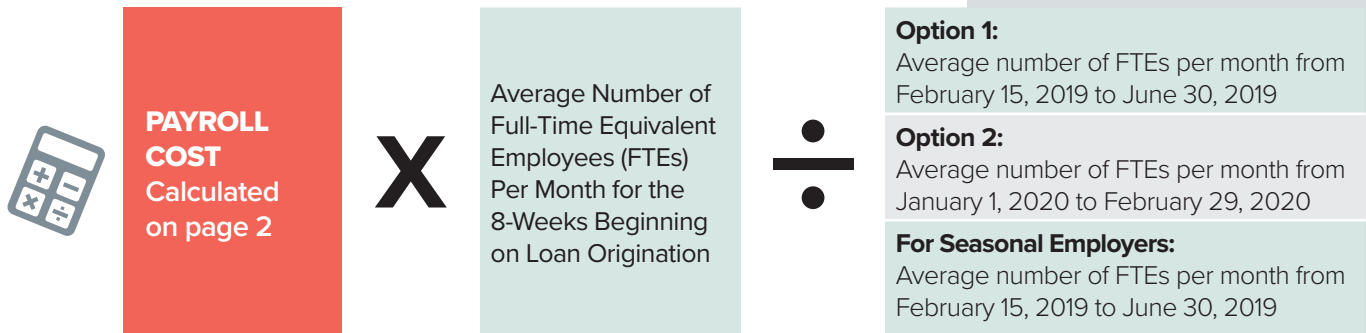 PAYROLL
COST
Calculated
on page 2
X
Average Number of
Full-Time Equivalent
Employees (FTEs)
Per Month for the
8-Weeks Beginning
on Loan Origination
÷
Option 1:
Average number of FTEs per month from
February 15, 2019 to June 30, 2019
Option 2:
Average number of FTEs per month from
January 1, 2020 to February 29, 2020
For Seasonal Employers:
Average number of FTEs per month from
February 15, 2019 to June 30, 2019